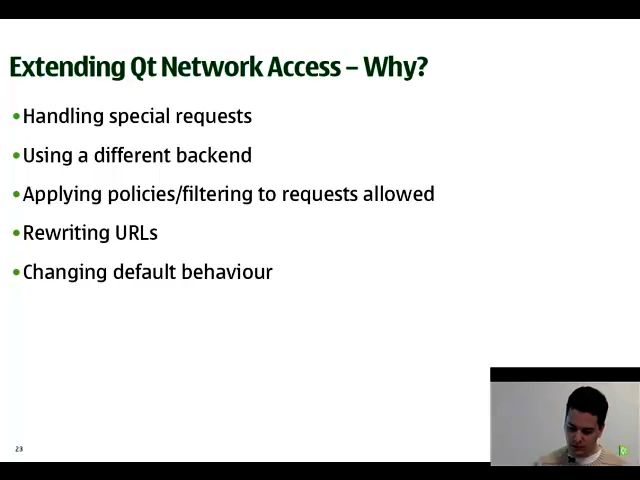 Extending Qt Network Access – Why?
•Handling special requests
•Using a different backend
•Applying policies/filtering to requests allowed
•Rewriting URLs
•Changing default behaviour
23